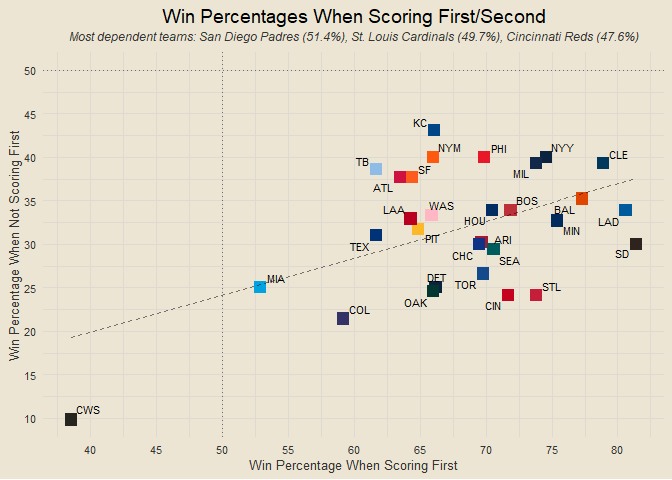 Win Percentages When Scoring First/Second
Most dependent teams: San Diego Padres (51.4%), St. Louis Cardinals (49.7%), Cincinnati Reds (47.6%)
Win Percentage When Not Scoring First
50
45
40
35
30
25
20
15
10
KC
NYM
PHI
NYY
CLE
TB
SF
MIL
ATL
LAA
WAS
HOU
BOS
BAL
LAD
TEX
PIT
ARI
MIN
CHC
SEA
SD
MIA
DET
TOR
STL
OAK
CIN
COL
CWS
40
45
50
55
60
65
70
75
80
Win Percentage When Scoring First